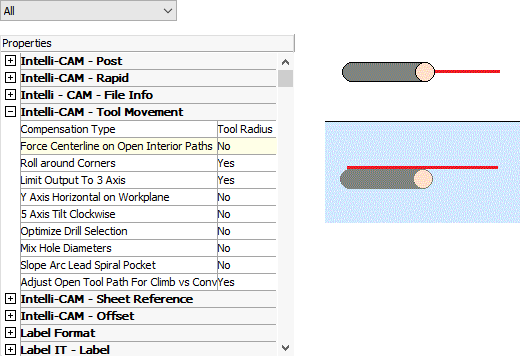 All
Properties
Intelli-CAM - Post
Intelli-CAM - Rapid
Intelli - CAM - File Info
Intelli-CAM - Tool Movement
Compensation Type Tool Radius
Force Centerline on Open Interior Paths No
Roll around Corners Yes
Limit Output To 3 Axis Yes
Y Axis Horizontal on Workplane No
5 Axis Tilt Clockwise No
Optimize Drill Selection No
Mix Hole Diameters No
Slope Arc Lead Spiral Pocket No
Adjust Open Tool Path For Climb vs Conv Yes
Intelli-CAM - Sheet Reference
Intelli-CAM - Offset
Label Format
Label IT - Label